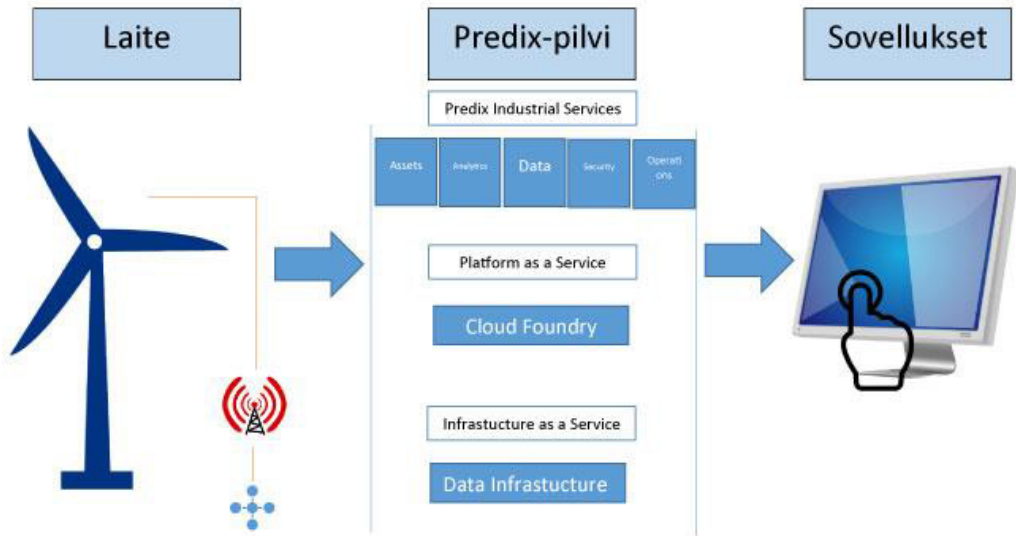 Laite
Predix-pilvi
Sovellukset
Predix Industrial Services
Assets
Analytics
Data
Security
Operati
ons
Platform as a Service
Cloud Foundry
Infrastucture as a Service
Data Infrastucture